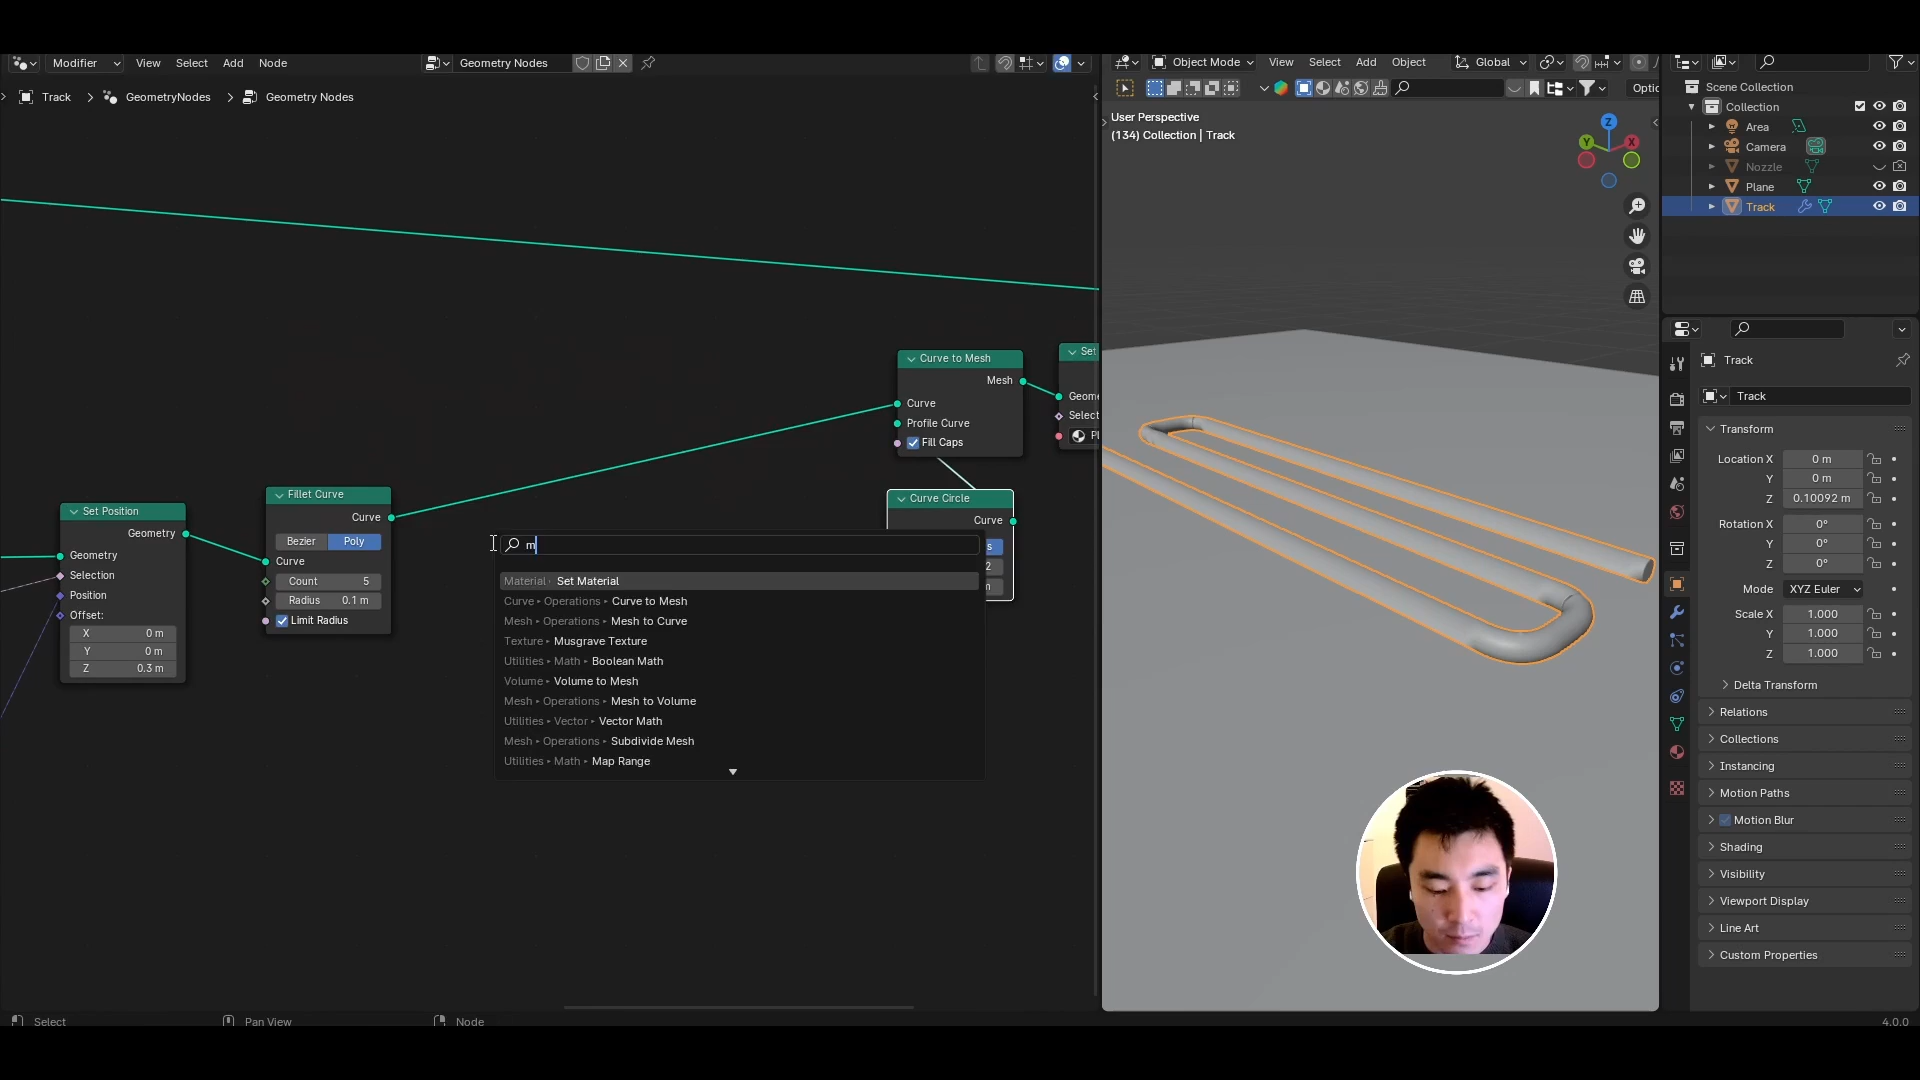 Modifier View Select Add Node Geometry Nodes
Track GeometryNodes Geometry Nodes
Object Mode View Select Add Object Global
Optic
User Perspective
(134) Collection | Track
Z
Y
X
Scene Collection
Collection
Area
Camera
Nozzle
Plane
Track
Curve to Mesh
Mesh
Curve
Profile Curve
Fill Caps
Set
Geome
Select
Curve Circle
Curve
s
2
m
Set Position
Geometry
Geometry
Selection
Position
Offset:
X 0 m
Y 0 m
Z 0.3 m
Fillet Curve
Curve
Bezier Poly
Curve
Count 5
Radius 0.1 m
Limit Radius
m
Material Set Material
Curve Operations Curve to Mesh
Mesh Operations Mesh to Curve
Texture Musgrave Texture
Utilities Math Boolean Math
Volume Volume to Mesh
Mesh Operations Mesh to Volume
Utilities Vector Vector Math
Mesh Operations Subdivide Mesh
Utilities Math Map Range
Track
Track
Transform
Location X 0 m
Y 0 m
Z 0.10092 m
Rotation X 0°
Y 0°
Z 0°
Mode XYZ Euler
Scale X 1.000
Y 1.000
Z 1.000
Delta Transform
Relations
Collections
Instancing
Motion Paths
Motion Blur
Shading
Visibility
Viewport Display
Line Art
Custom Properties
Select Pan View Node 4.0.0